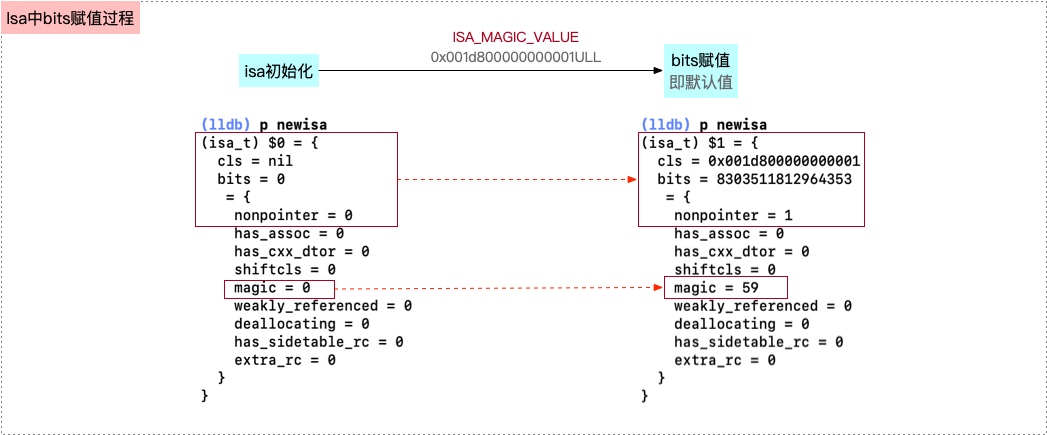 Isa中bits赋值过程
ISA_MAGIC_VALUE
0x001d800000000001ULL
isa初始化
bits赋值
即默认值
(lldb) p newisa
(isa_t) $0 = {
cls = nil
bits = 0
= {
nonpointer = 0
has_assoc = 0
has_cxx_dtor = 0
shiftcls = 0
magic = 0
weakly_referenced = 0
deallocating = 0
has_sidetable_rc = 0
extra_rc = 0
}
}
(lldb) p newisa
(isa_t) $1 = {
cls = 0x001d800000000001
bits = 8303511812964353
= {
nonpointer = 1
has_assoc = 0
has_cxx_dtor = 0
shiftcls = 0
magic = 59
weakly_referenced = 0
deallocating = 0
has_sidetable_rc = 0
extra_rc = 0
}
}